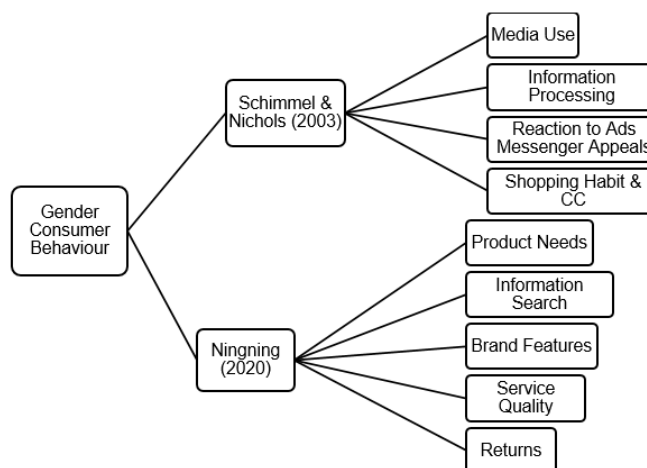 Media Use
Schimmel &
Nichols (2003)
Information
Processing
Reaction to Ads
Messenger Appeals
Shopping Habit &
CC
Gender
Consumer
Behaviour
Product Needs
Information
Search
Ningning
(2020)
Brand Features
Service
Quality
Returns